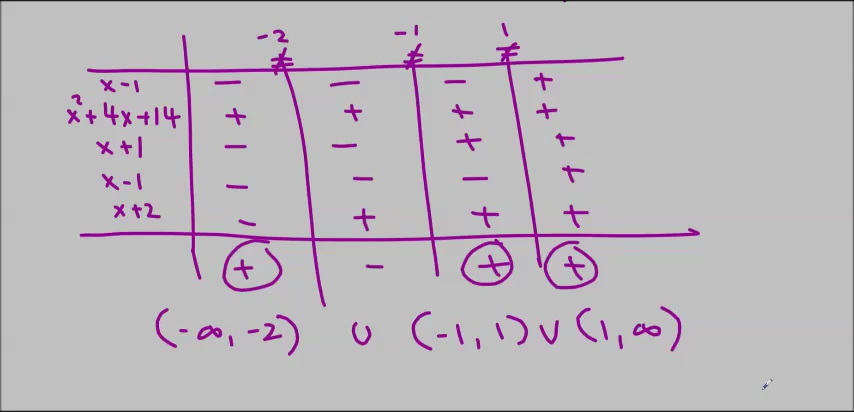 -2 -1 1
≠ ≠ ≠
x-1 - - - +
x²+4x+14 + + + +
x+1 - - + +
x-1 - - - +
x+2 - + + +
+ - + +
(-∞,-2) ∪ (-1,1) ∪ (1,∞)